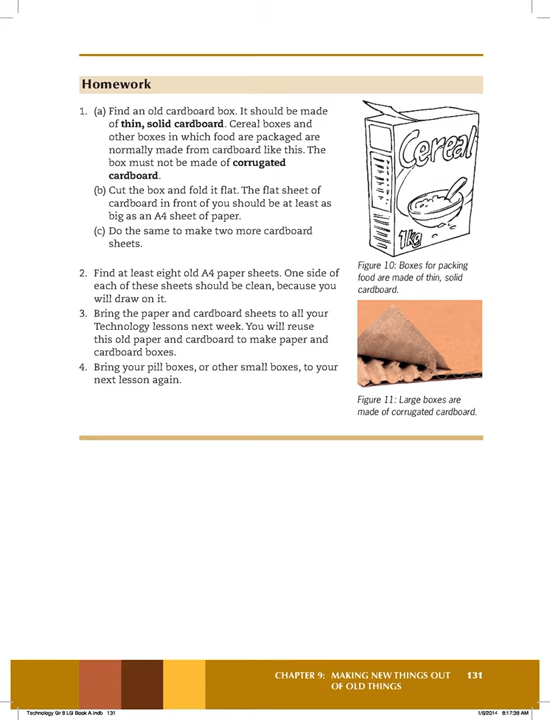 Homework
1. (a) Find an old cardboard box. It should be made
of thin, solid cardboard. Cereal boxes and
other boxes in which food are packaged are
normally made from cardboard like this. The
box must not be made of corrugated
cardboard.
(b) Cut the box and fold it flat. The flat sheet of
cardboard in front of you should be at least as
big as an A4 sheet of paper.
(c) Do the same to make two more cardboard
sheets.
2. Find at least eight old A4 paper sheets. One side of
each of these sheets should be clean, because you
will draw on it.
3. Bring the paper and cardboard sheets to all your
Technology lessons next week. You will reuse
this old paper and cardboard to make paper and
cardboard boxes.
4. Bring your pill boxes, or other small boxes, to your
next lesson again.
Cereal
1kg
Figure 10: Boxes for packing
food are made of thin, solid
cardboard.
Figure 11: Large boxes are
made of corrugated cardboard.
CHAPTER 9: MAKING NEW THINGS OUT 131
OF OLD THINGS
Technology Gr 8 LG Book A.indb 131
1/6/2014 8:17:38 AM